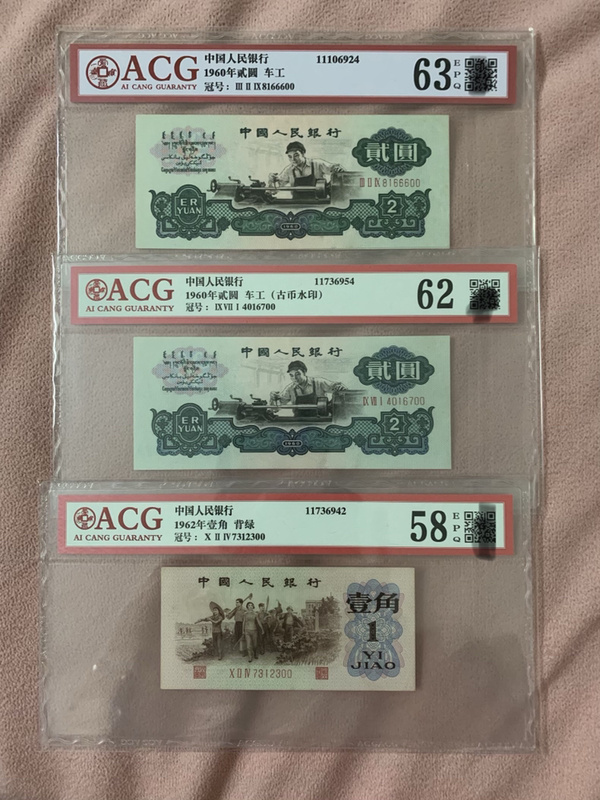 ACG
AI CANG GUARANTY
中国人民银行 11106924
1960年贰圆 车工
冠号：Ⅲ Ⅱ Ⅸ8166600
63 EPQ
中國人民銀行
貳圓
Ⅲ Ⅱ Ⅸ 8166600
ER
YUAN
2
1960
ACG
AI CANG GUARANTY
中国人民银行 11736954
1960年贰圆 车工（古币水印）
冠号：Ⅸ Ⅶ Ⅰ 4016700
62
中國人民銀行
貳圓
Ⅸ Ⅶ Ⅰ 4016700
ER
YUAN
2
1960
ACG
AI CANG GUARANTY
中国人民银行 11736942
1962年壹角 背绿
冠号：Ⅹ Ⅱ Ⅳ7312300
58 EPQ
中國人民銀行
壹角
1
YI
JIAO
Ⅹ Ⅱ Ⅳ 7312300